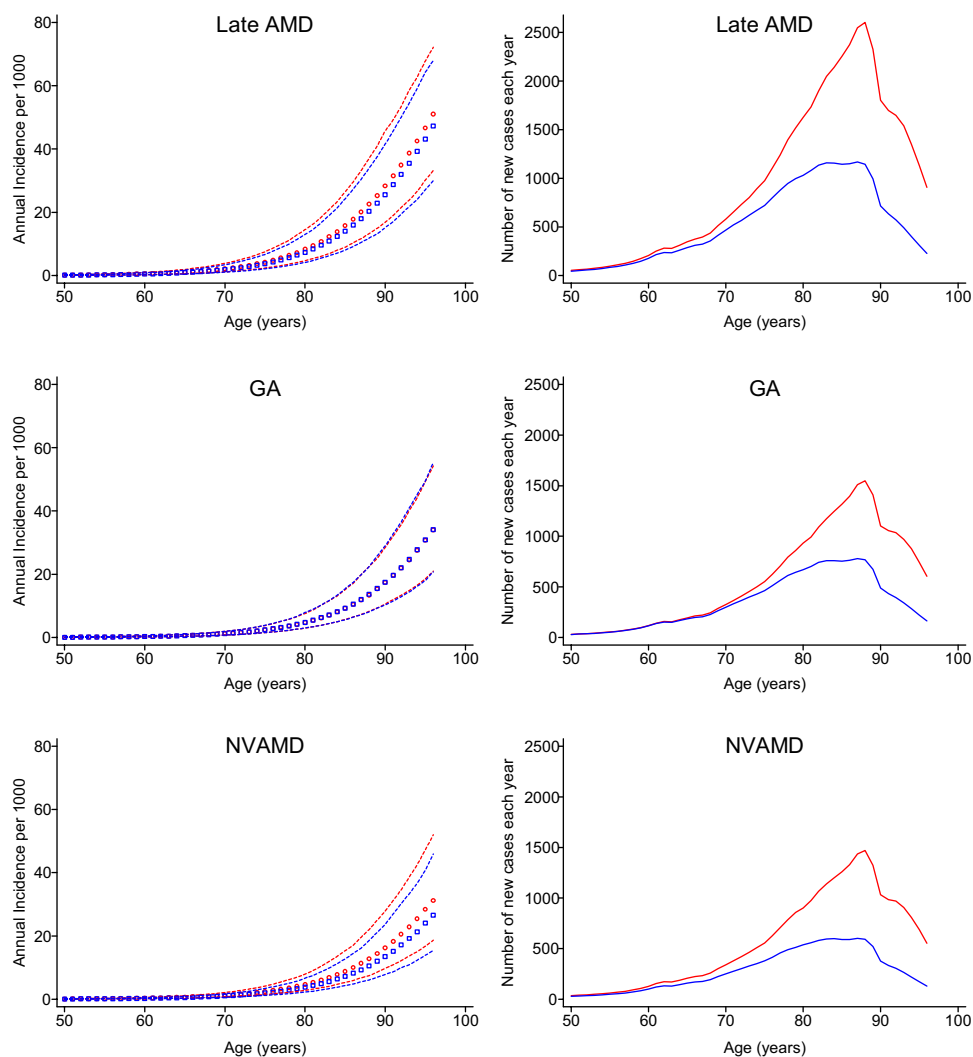 Late AMD
Annual Incidence per 1000
80
60
40
20
0
50 60 70 80 90 100
Age (years)
Late AMD
Number of new cases each year
2500
2000
1500
1000
500
0
50 60 70 80 90 100
Age (years)
GA
Annual Incidence per 1000
80
60
40
20
0
50 60 70 80 90 100
Age (years)
GA
Number of new cases each year
2500
2000
1500
1000
500
0
50 60 70 80 90 100
Age (years)
NVAMD
Annual Incidence per 1000
80
60
40
20
0
50 60 70 80 90 100
Age (years)
NVAMD
Number of new cases each year
2500
2000
1500
1000
500
0
50 60 70 80 90 100
Age (years)